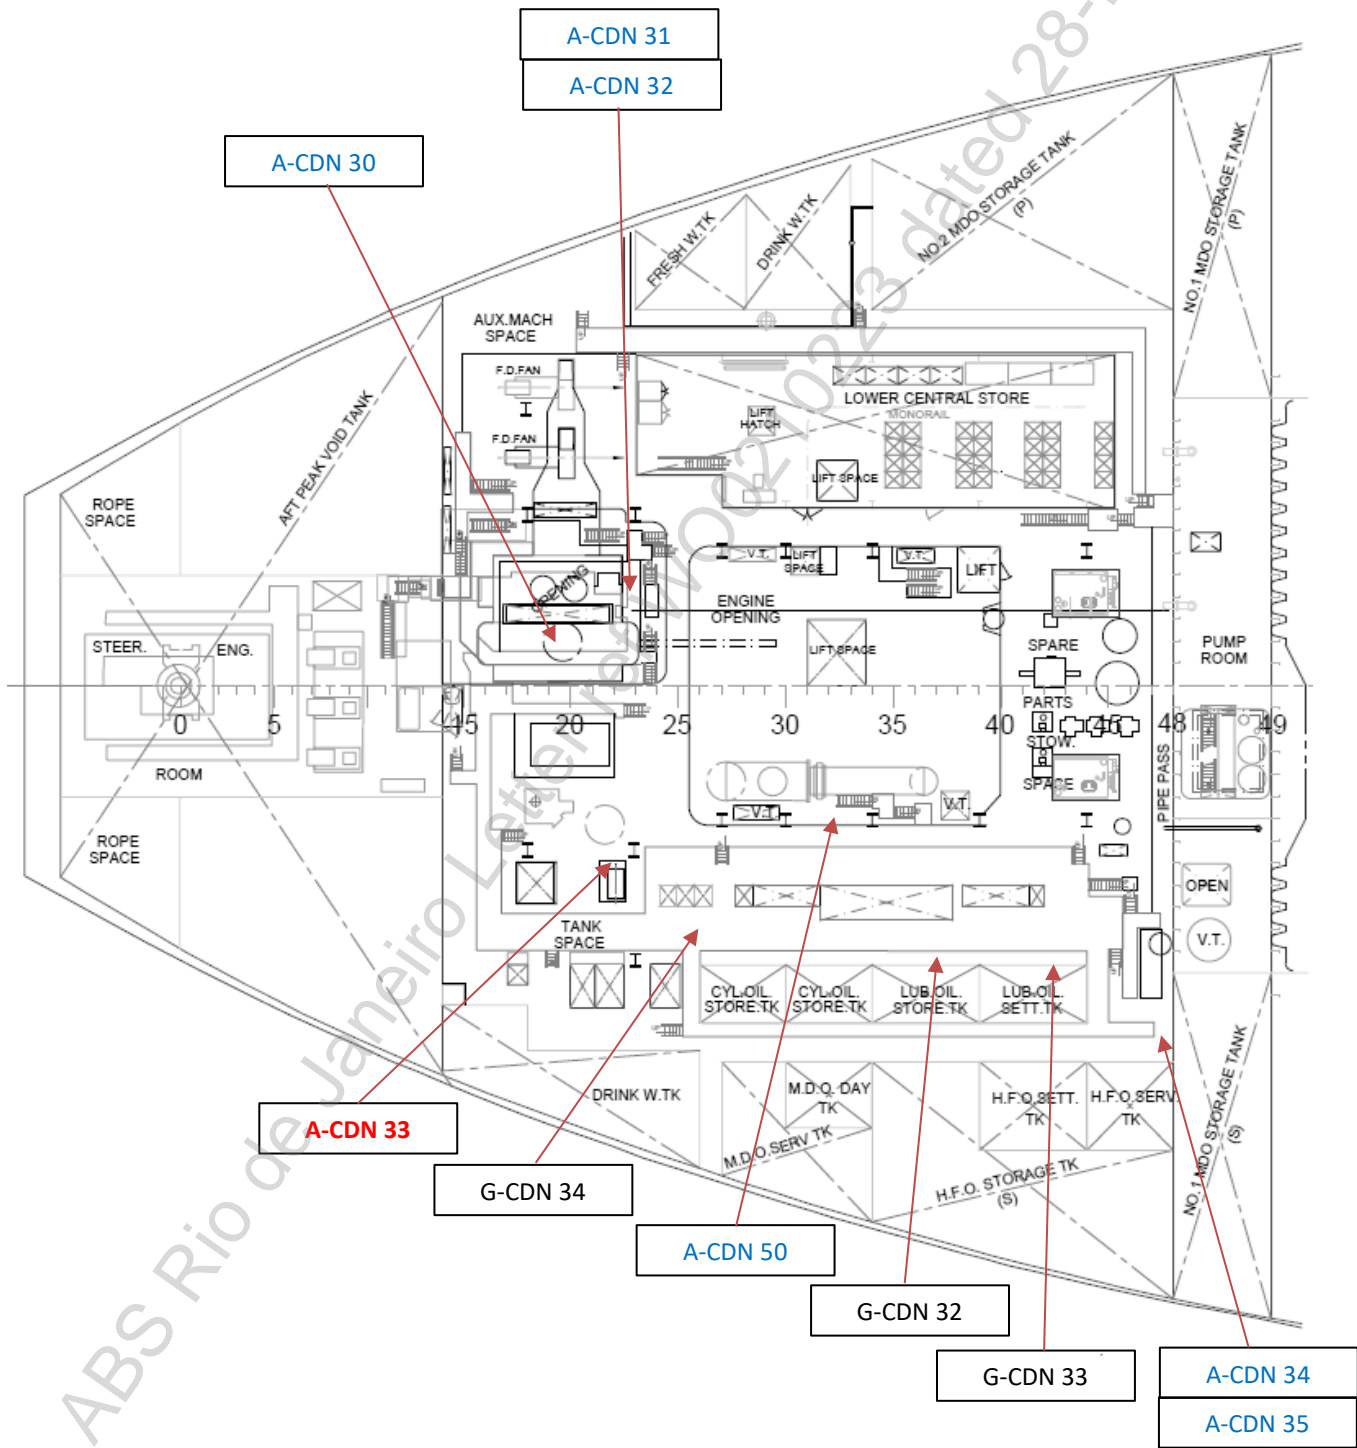 A-CDN 31
A-CDN 32
A-CDN 30
NO.2 MDO STORAGE TANK
(P)
NO.1 MDO STORAGE TANK
(P)
FRESH W.TK
DRINK W.TK
AUX.MACH
SPACE
F.D.FAN
F.D.FAN
AFT PEAK VOID TANK
LOWER CENTRAL STORE
MONORAIL
LIFT
HATCH
LIFT SPACE
ROPE
SPACE
OPENING
V.T.
LIFT
SPACE
V.T.
LIFT
ENGINE
OPENING
LIFT SPACE
STEER.
ENG.
ROOM
SPARE
PARTS
STOW.
SPACE
PUMP
ROOM
0
5
15
20
25
30
35
40
45
48
49
PIPE PASS
V.T.
V.T.
ROPE
SPACE
OPEN
V.T.
TANK
SPACE
CYL.OIL.
STORE.TK
CYL.OIL.
STORE.TK
LUB.OIL.
STORE.TK
LUB.OIL.
SETT.TK
DRINK W.TK
M.D.O. DAY
TK
M.D.O.SERV TK
H.F.O.SETT.
TK
H.F.O.SERV.
TK
H.F.O. STORAGE TK
(S)
NO.1 MDO STORAGE TANK
(S)
A-CDN 33
G-CDN 34
A-CDN 50
G-CDN 32
G-CDN 33
A-CDN 34
A-CDN 35
ABS Rio de Janeiro Letter ref WO0210223 dated 28-